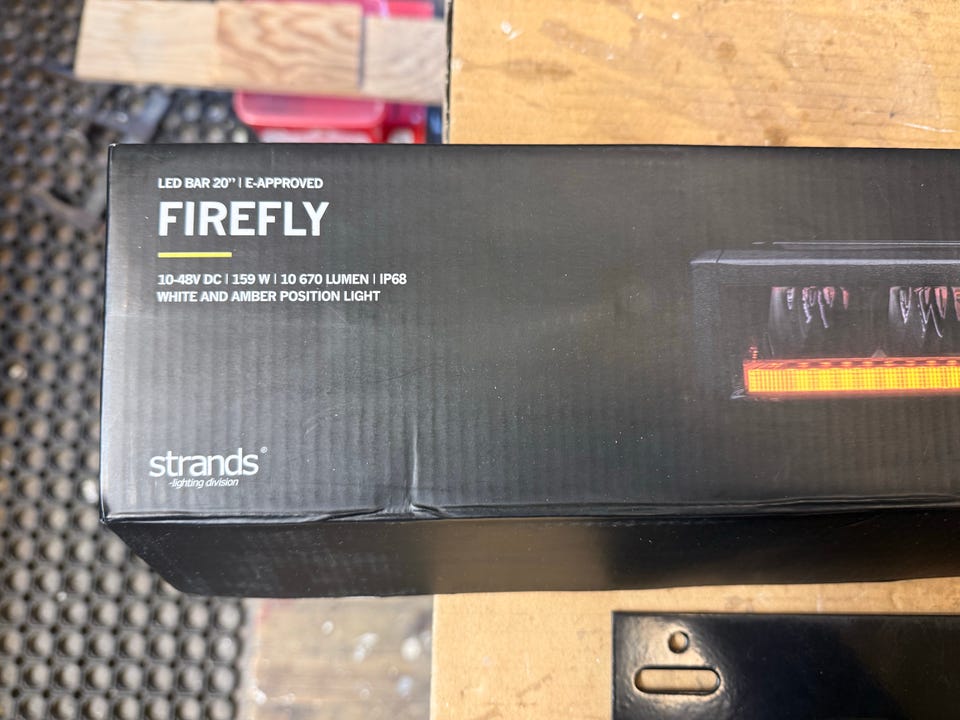 LED BAR 20” | E-APPROVED
FIREFLY
10-48V DC | 159 W | 10 670 LUMEN | IP68
WHITE AND AMBER POSITION LIGHT
strands®
-lighting division